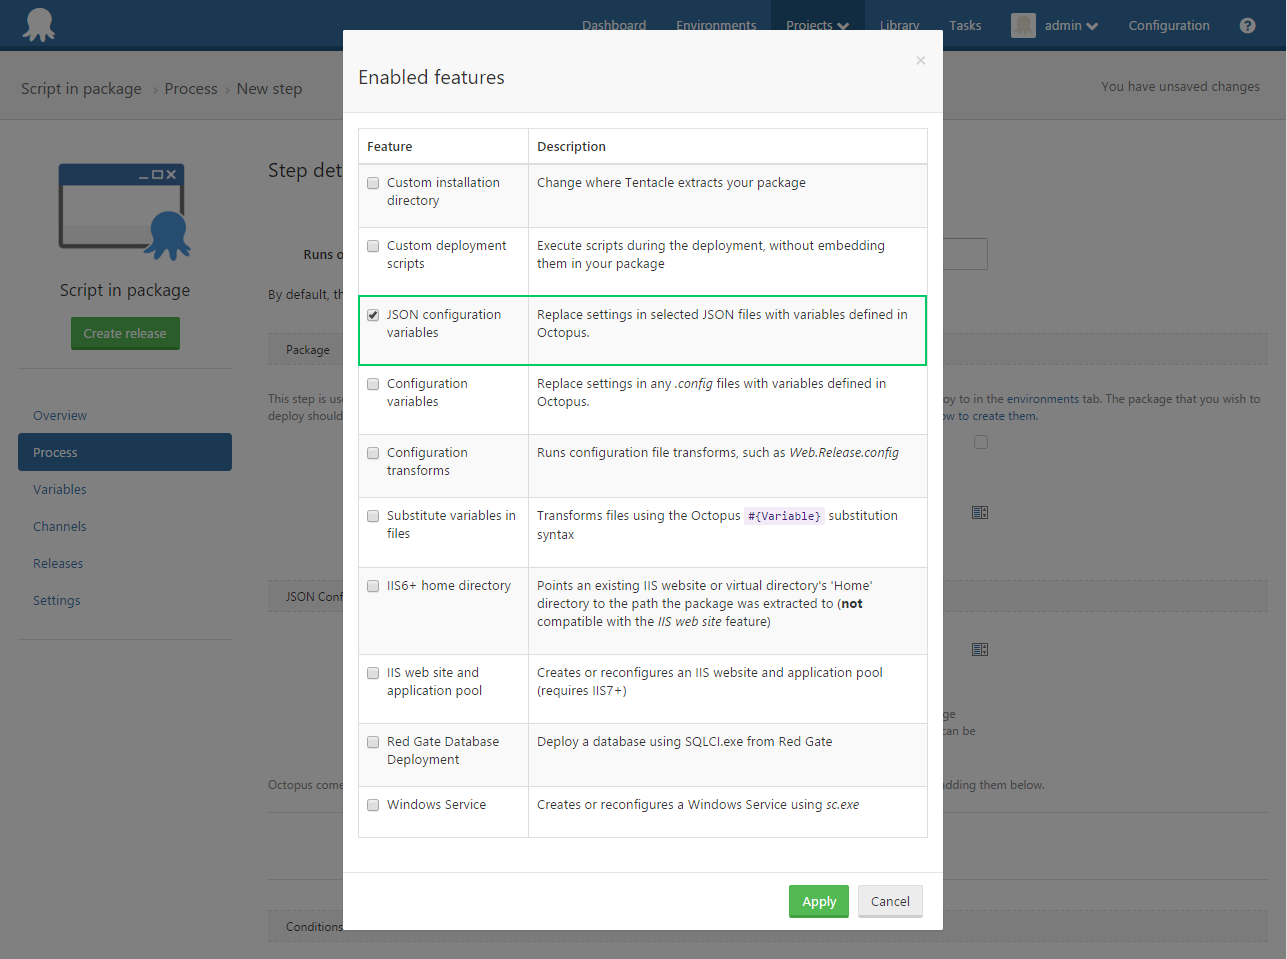 Dashboard Environments Projects Library Tasks admin Configuration ?
Script in package › Process › New step
You have unsaved changes
Script in package
Create release
Overview
Process
Variables
Channels
Releases
Settings
Step det
Runs o
By default, th
Package
This step is us
deploy should
oy to in the environments tab. The package that you wish to
ow to create them.
JSON Conf
ge
can be
Octopus come
adding them below.
Conditions
Enabled features
×
Feature Description
Custom installation
directory
Change where Tentacle extracts your package
Custom deployment
scripts
Execute scripts during the deployment, without embedding
them in your package
JSON configuration
variables
Replace settings in selected JSON files with variables defined in
Octopus.
Configuration
variables
Replace settings in any .config files with variables defined in
Octopus.
Configuration
transforms
Runs configuration file transforms, such as Web.Release.config
Substitute variables in
files
Transforms files using the Octopus #{Variable} substitution
syntax
IIS6+ home directory
Points an existing IIS website or virtual directory's 'Home'
directory to the path the package was extracted to (not
compatible with the IIS web site feature)
IIS web site and
application pool
Creates or reconfigures an IIS website and application pool
(requires IIS7+)
Red Gate Database
Deployment
Deploy a database using SQLCI.exe from Red Gate
Windows Service
Creates or reconfigures a Windows Service using sc.exe
Apply Cancel